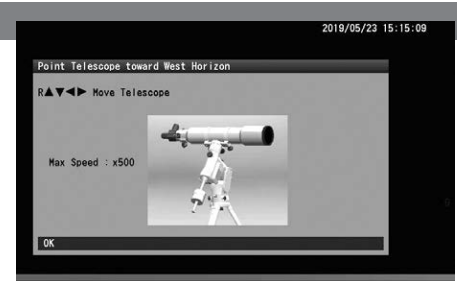 2019/05/23 15:15:09
Point Telescope toward West Horizon
R▲▼◀▶ Move Telescope
Max Speed : x500
OK